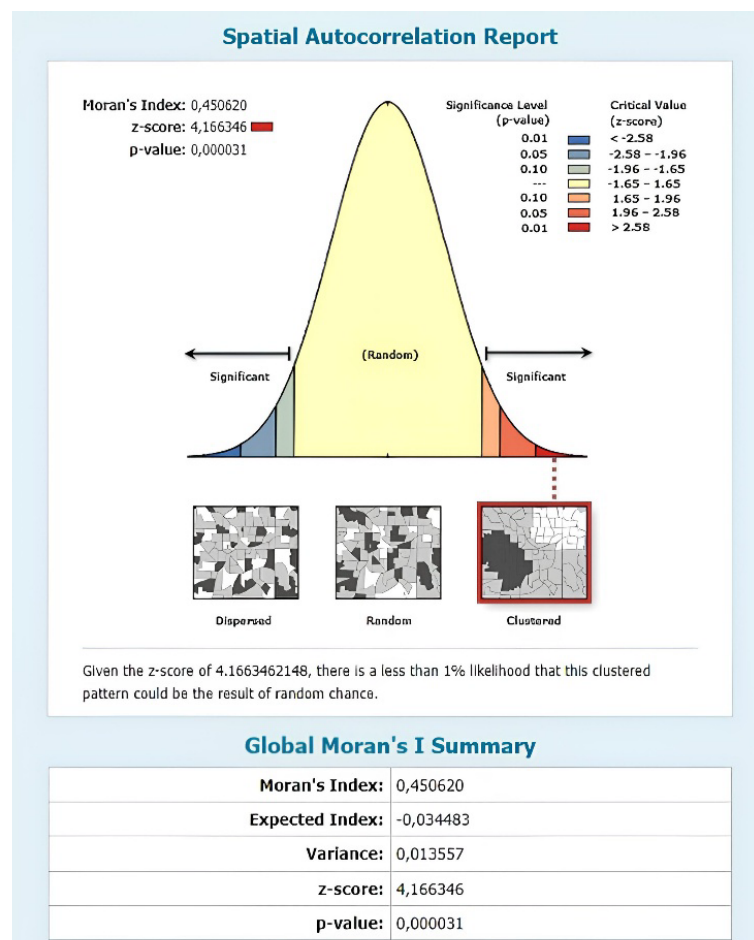 Spatial Autocorrelation Report
Moran's Index: 0,450620
z-score: 4,166346
p-value: 0,000031
Significance Level (p-value)
Critical Value (z-score)
0.01 < -2.58
0.05 -2.58 – -1.96
0.10 -1.96 – -1.65
--- -1.65 – 1.65
0.10 1.65 – 1.96
0.05 1.96 – 2.58
0.01 > 2.58
Significant
(Random)
Significant
Dispersed
Random
Clustered
Given the z-score of 4.1663462148, there is a less than 1% likelihood that this clustered
pattern could be the result of random chance.
Global Moran's I Summary
Moran's Index: 0,450620
Expected Index: -0,034483
Variance: 0,013557
z-score: 4,166346
p-value: 0,000031